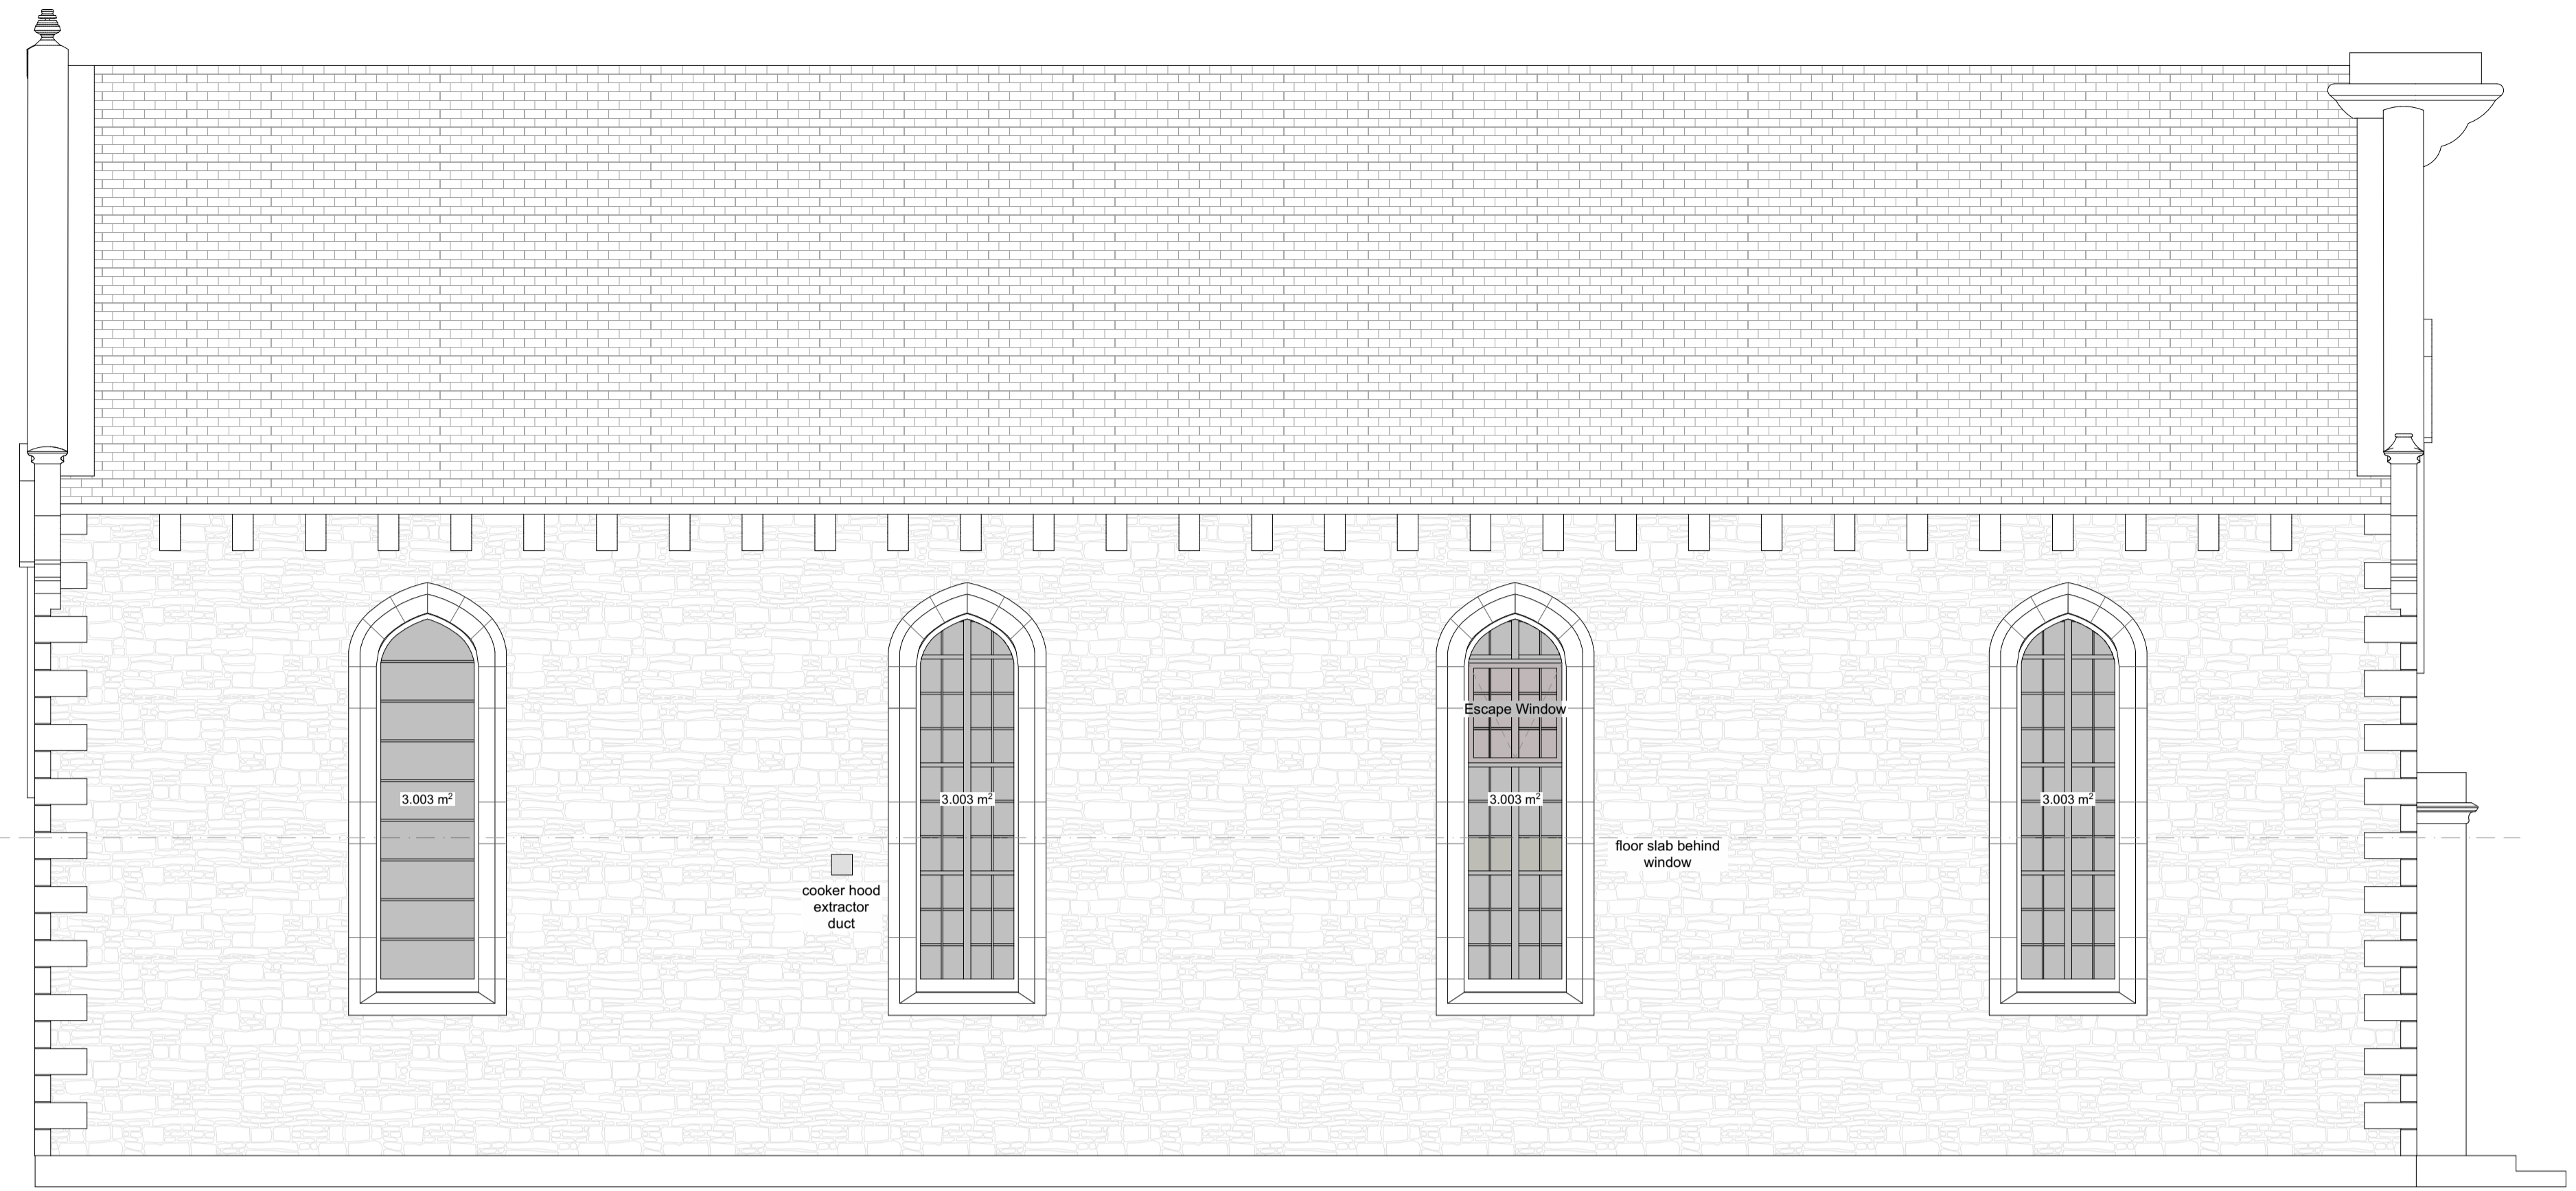 Escape Window
3.003 m²
3.003 m²
3.003 m²
3.003 m²
floor slab behind
window
cooker hood
extractor
duct